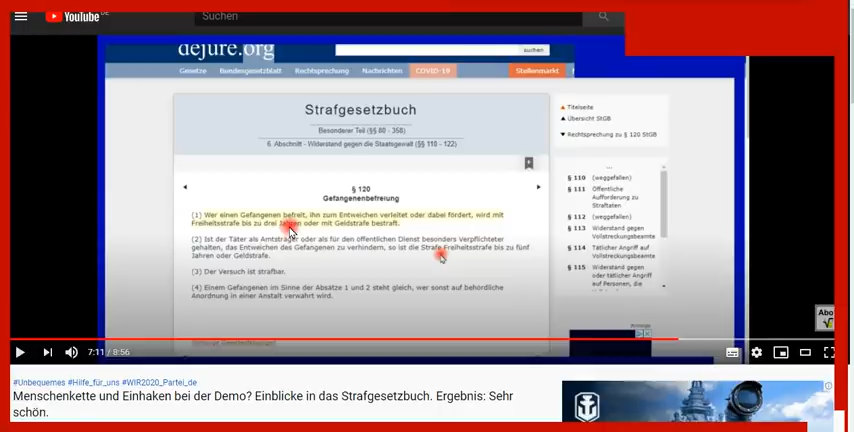 YouTube DE
Suchen
dejure.org
suchen
Gesetze Bundesgesetzblatt Rechtsprechung Nachrichten COVID-19 Stellenmarkt
Strafgesetzbuch
Besonderer Teil (§§ 80 - 358)
6. Abschnitt - Widerstand gegen die Staatsgewalt (§§ 110 - 122)
§ 120
Gefangenenbefreiung
(1) Wer einen Gefangenen befreit, ihn zum Entweichen verleitet oder dabei fördert, wird mit
Freiheitsstrafe bis zu drei Jahren oder mit Geldstrafe bestraft.
(2) Ist der Täter als Amtsträger oder als für den öffentlichen Dienst besonders Verpflichteter
gehalten, das Entweichen des Gefangenen zu verhindern, so ist die Strafe Freiheitsstrafe bis zu fünf
Jahren oder Geldstrafe.
(3) Der Versuch ist strafbar.
(4) Einem Gefangenen im Sinne der Absätze 1 und 2 steht gleich, wer sonst auf behördliche
Anordnung in einer Anstalt verwahrt wird.
Titelseite
Übersicht StGB
Rechtsprechung zu § 120 StGB
...
§ 110 (weggefallen)
§ 111 Öffentliche
Aufforderung zu
Straftaten
§ 112 (weggefallen)
§ 113 Widerstand gegen
Vollstreckungsbeamte
§ 114 Tätlicher Angriff auf
Vollstreckungsbeamte
§ 115 Widerstand gegen
oder tätlicher Angriff
auf Personen, die
Anzeige
Abo
7:11 / 8:56
#Unbequemes #Hilfe_für_uns #WIR2020_Partei_de
Menschenkette und Einhaken bei der Demo? Einblicke in das Strafgesetzbuch. Ergebnis: Sehr
schön.